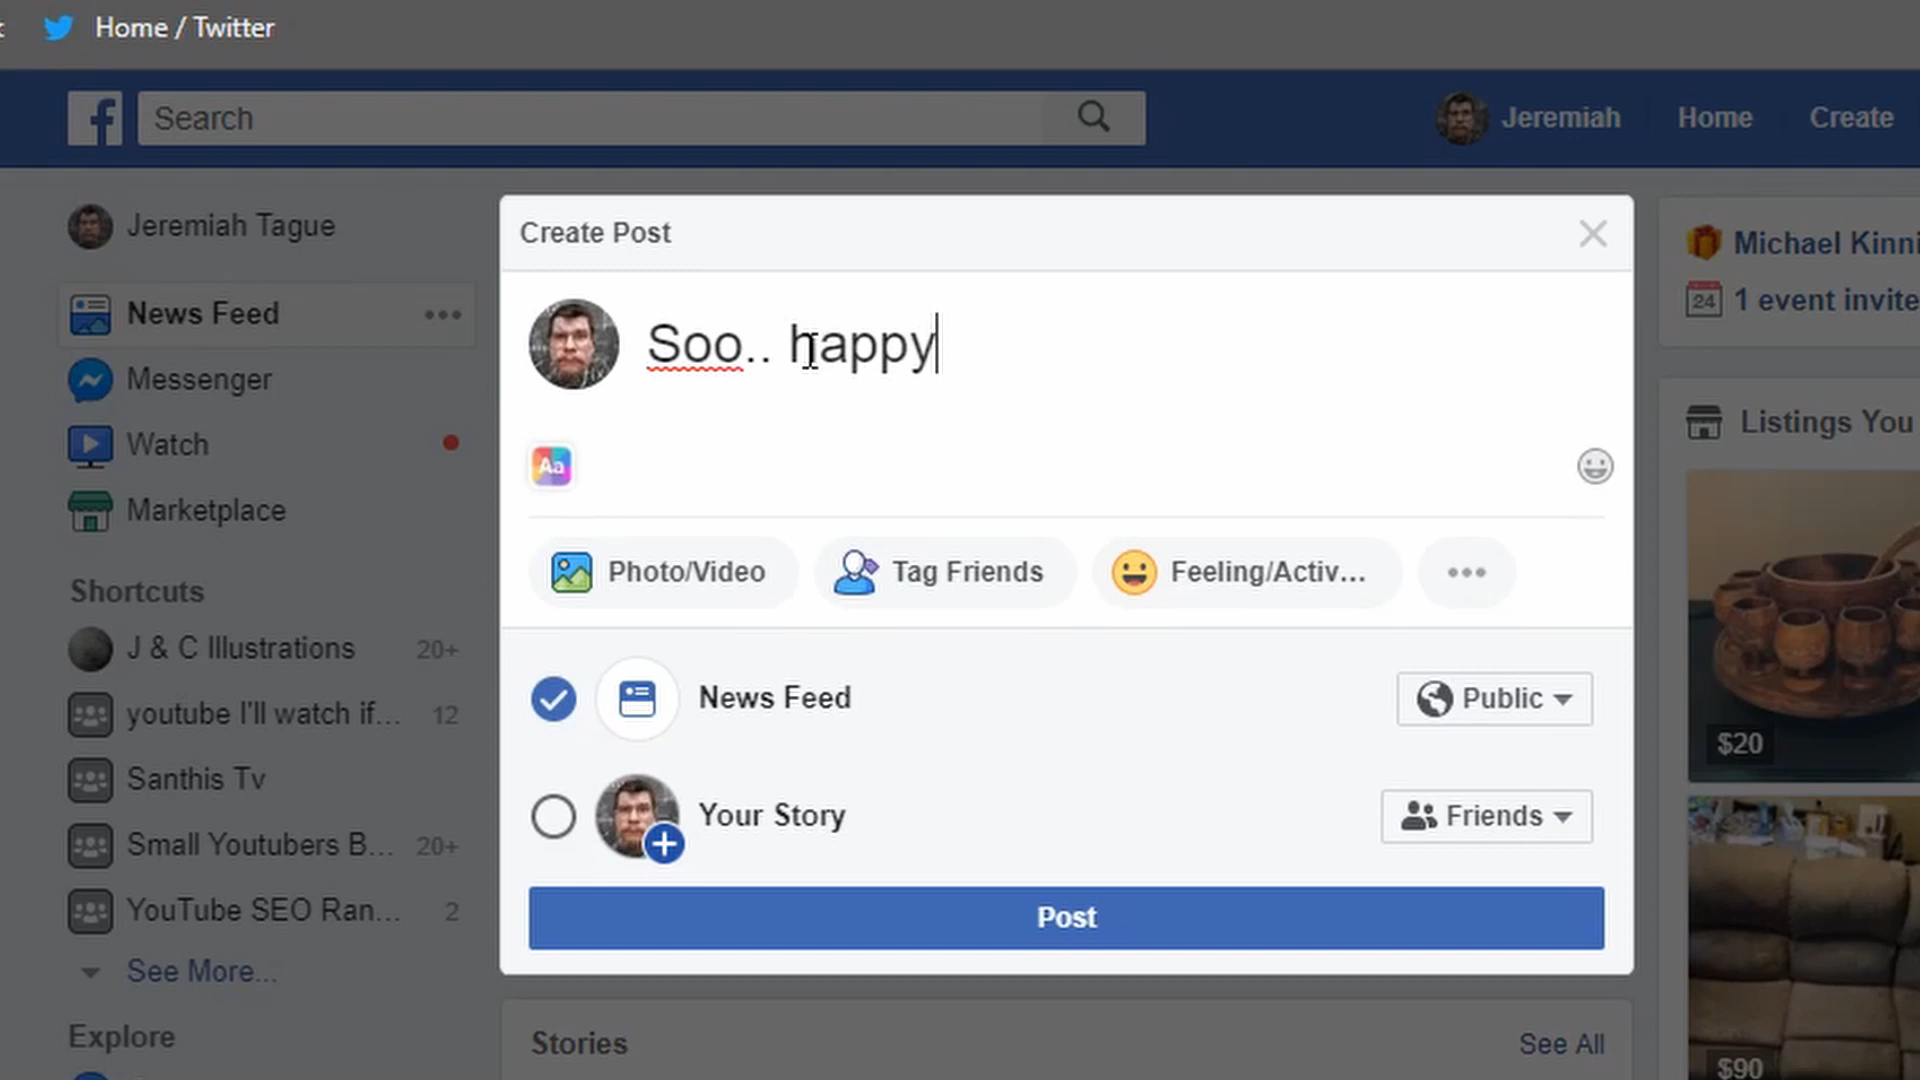 Home / Twitter
Search
Jeremiah
Home
Create
Jeremiah Tague
News Feed
Messenger
Watch
Marketplace
Shortcuts
J & C Illustrations 20+
youtube I'll watch if... 12
Santhis Tv
Small Youtubers B... 20+
YouTube SEO Ran... 2
See More...
Explore
Create Post
Soo.. happy
Aa
Photo/Video
Tag Friends
Feeling/Activ...
News Feed
Public
Your Story
Friends
Post
Stories
See All
Michael Kinni
24
1 event invite
Listings You
$20
$90